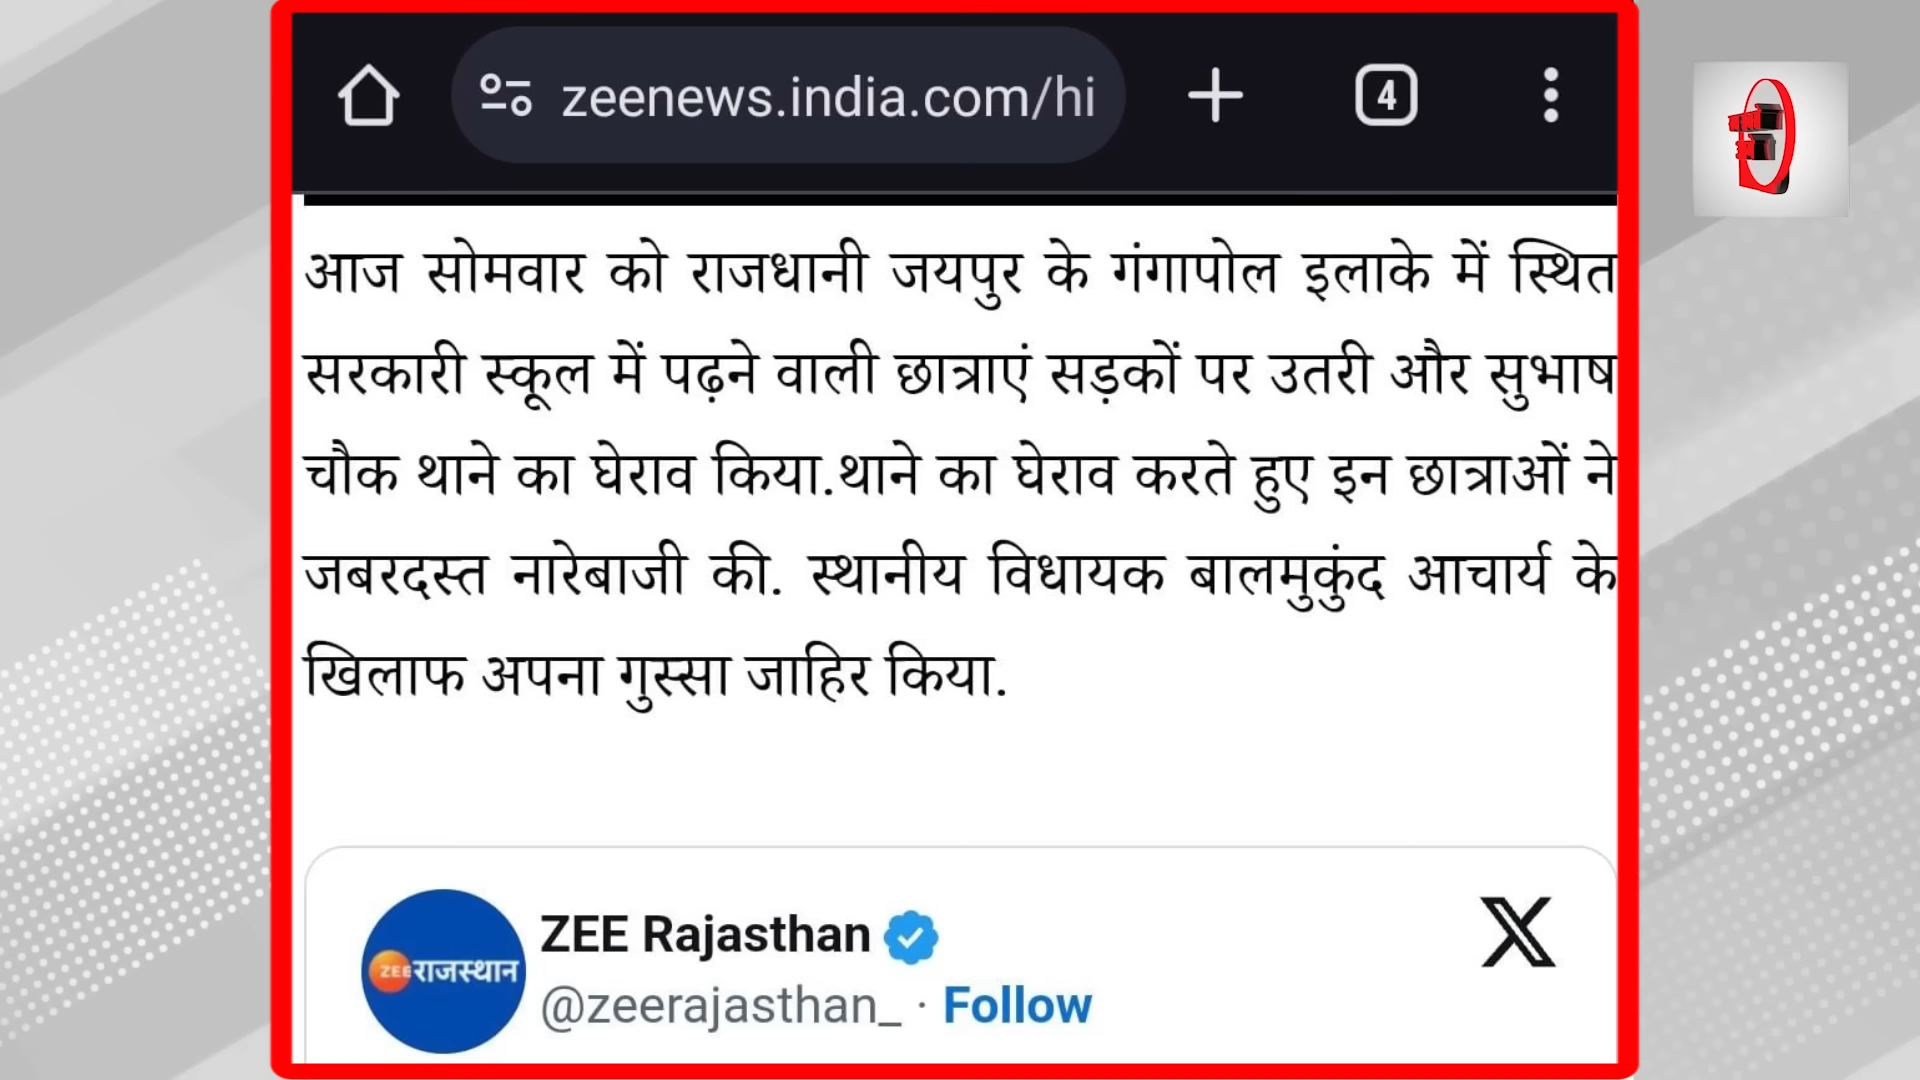 zeenews.india.com/hi
4
आज सोमवार को राजधानी जयपुर के गंगापोल इलाके में स्थित
सरकारी स्कूल में पढ़ने वाली छात्राएं सड़कों पर उतरी और सुभाष
चौक थाने का घेराव किया.थाने का घेराव करते हुए इन छात्राओं ने
जबरदस्त नारेबाजी की. स्थानीय विधायक बालमुकुंद आचार्य के
खिलाफ अपना गुस्सा जाहिर किया.
ZEE राजस्थान
ZEE Rajasthan
@zeerajasthan_ · Follow